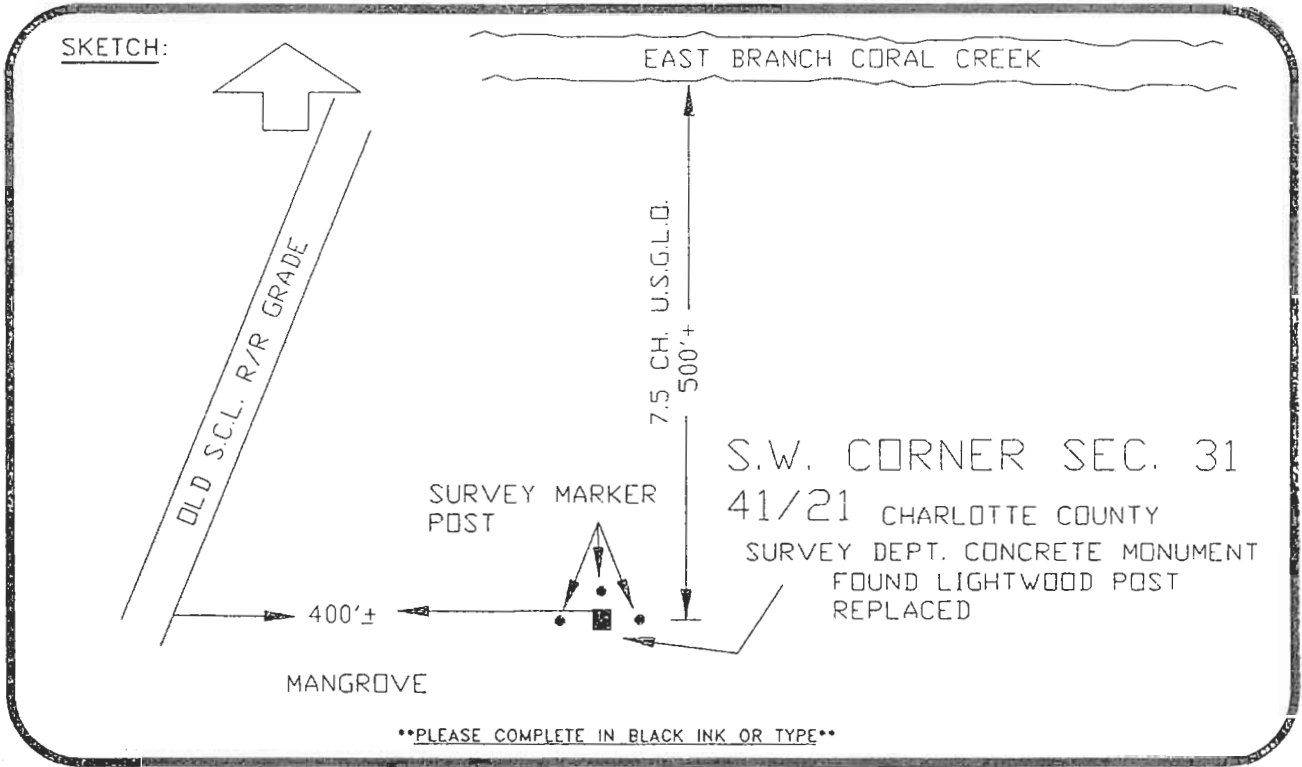 SKETCH:
EAST BRANCH CORAL CREEK
OLD S.C.L. R/R GRADE
7.5 CH. U.S.G.L.O.
500'+
S.W. CORNER SEC. 31
41/21 CHARLOTTE COUNTY
SURVEY DEPT. CONCRETE MONUMENT
FOUND LIGHTWOOD POST
REPLACED
SURVEY MARKER
POST
400'±
MANGROVE
**PLEASE COMPLETE IN BLACK INK OR TYPE**